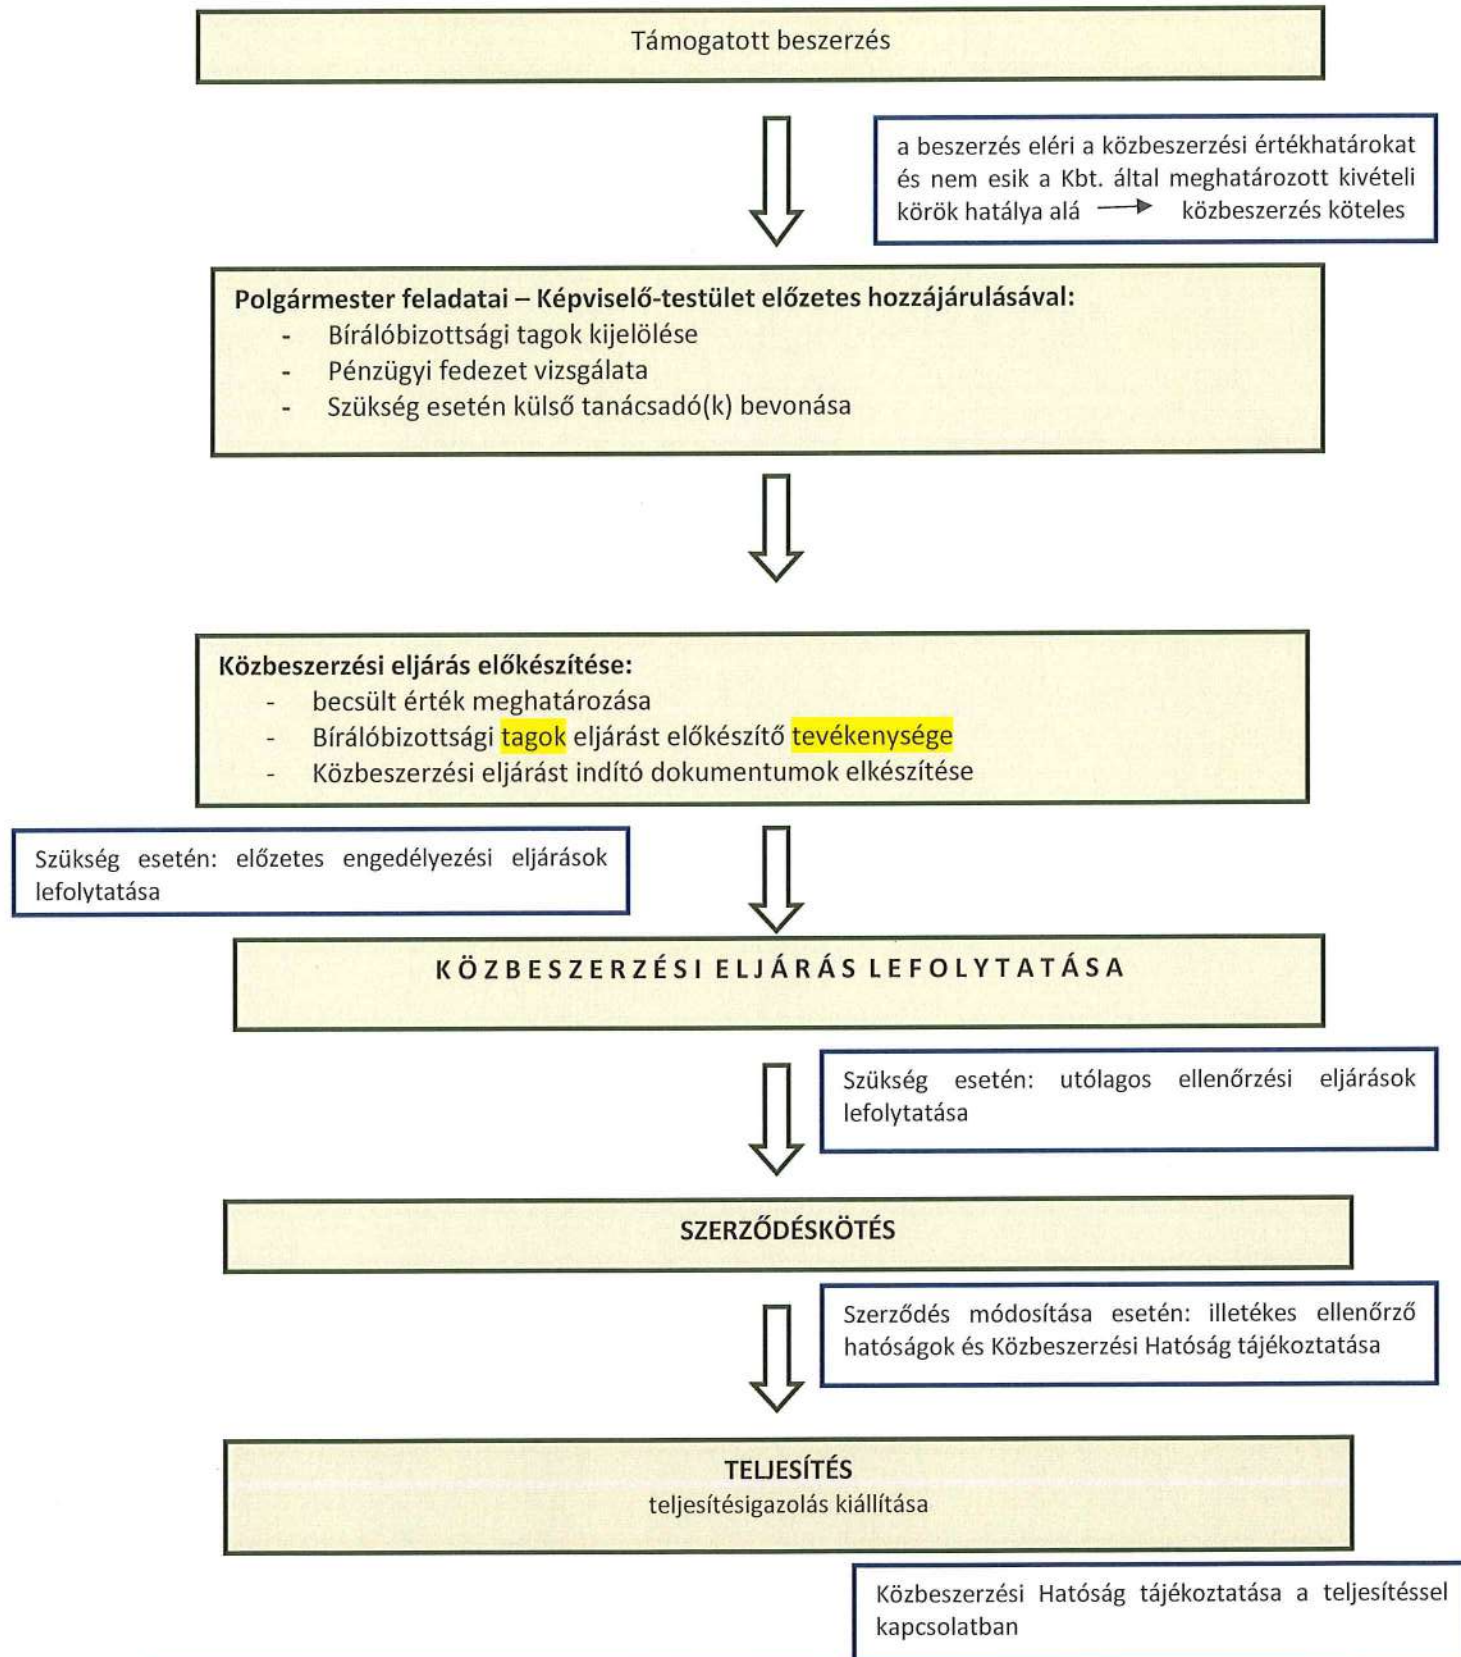 Támogatott beszerzés
a beszerzés eléri a közbeszerzési értékhatárokat
és nem esik a Kbt. által meghatározott kivételi
körök hatálya alá → közbeszerzés köteles
Polgármester feladatai – Képviselő-testület előzetes hozzájárulásával:
- Bírálóbizottsági tagok kijelölése
- Pénzügyi fedezet vizsgálata
- Szükség esetén külső tanácsadó(k) bevonása
Közbeszerzési eljárás előkészítése:
- becsült érték meghatározása
- Bírálóbizottsági tagok eljárást előkészítő tevékenysége
- Közbeszerzési eljárást indító dokumentumok elkészítése
Szükség esetén: előzetes engedélyezési eljárások
lefolytatása
KÖZBESZERZÉSI ELJÁRÁS LEFOLYTATÁSA
Szükség esetén: utólagos ellenőrzési eljárások
lefolytatása
SZERZŐDÉSKÖTÉS
Szerződés módosítása esetén: illetékes ellenőrző
hatóságok és Közbeszerzési Hatóság tájékoztatása
TELJESÍTÉS
teljesítésigazolás kiállítása
Közbeszerzési Hatóság tájékoztatása a teljesítéssel
kapcsolatban